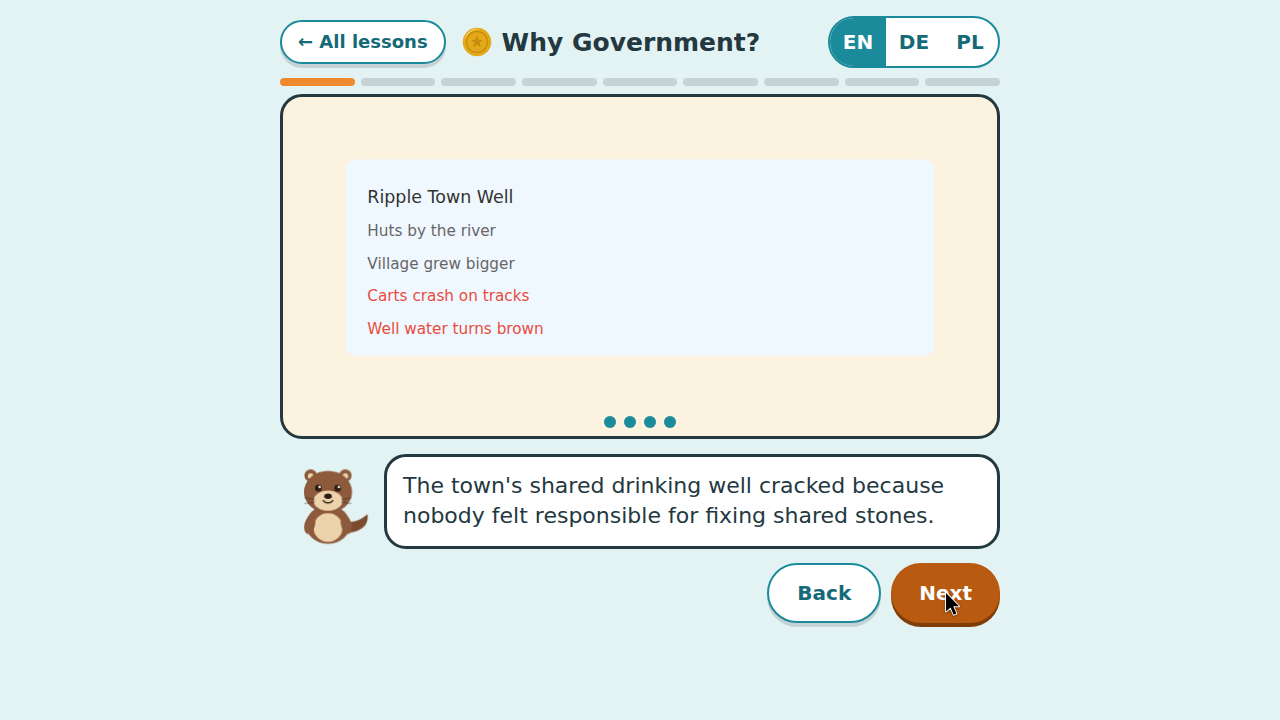 ← All lessons
Why Government?
EN DE PL
Ripple Town Well
Huts by the river
Village grew bigger
Carts crash on tracks
Well water turns brown
The town's shared drinking well cracked because
nobody felt responsible for fixing shared stones.
Back
Next